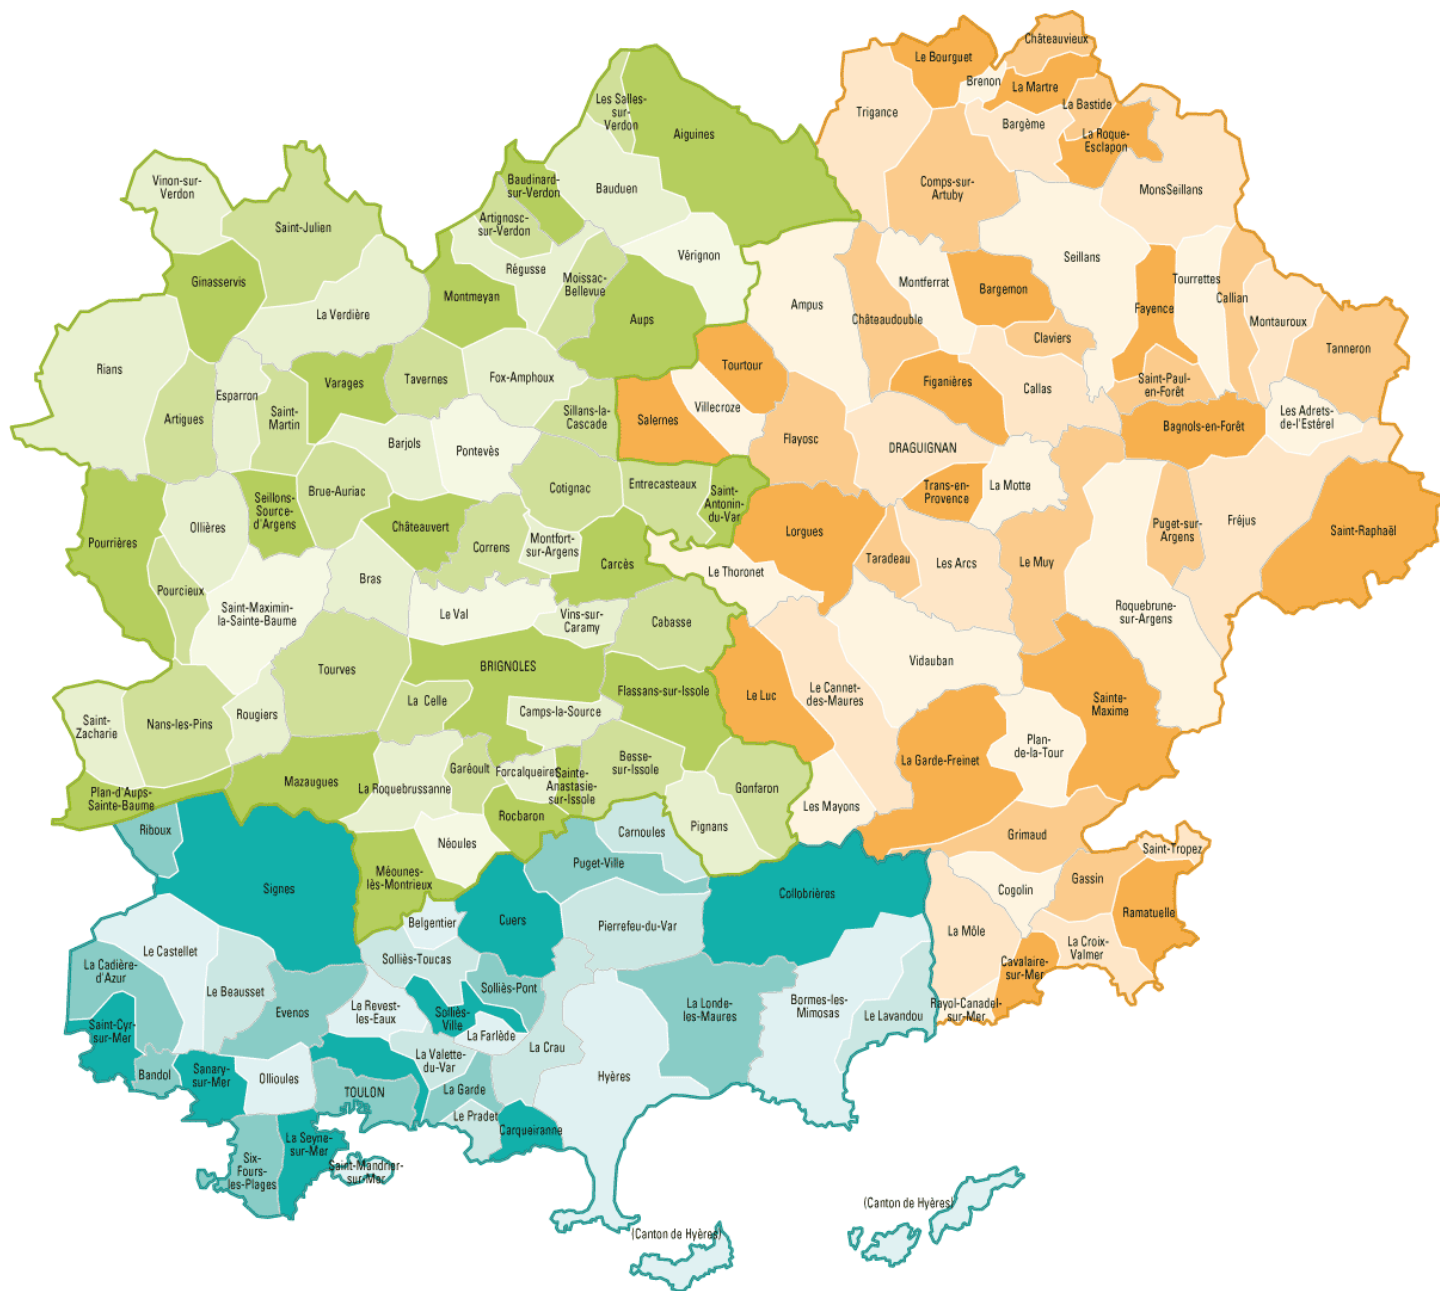 Châteauvieux
Le Bourguet
Brenon
La Martre
Les Salles-
sur-
Verdon
Trigance
La Bastide
Bargème
Aiguines
La Roque-
Esclapon
Vinon-sur-
Verdon
Baudinard-
sur-Verdon
Bauduen
Comps-sur-
Artuby
MonsSeillans
Saint-Julien
Artignosc-
sur-Verdon
Vérignon
Seillans
Régusse
Moissac-
Bellevue
Ginasservis
Montmeyan
Montferrat
Bargemon
Tourrettes
Callian
La Verdière
Aups
Ampus
Châteaudouble
Fayence
Montauroux
Claviers
Tanneron
Rians
Varages
Tavernes
Fox-Amphoux
Tourtour
Figanières
Callas
Saint-Paul-
en-Forêt
Esparron
Artigues
Saint-
Martin
Sillans-la-
Cascade
Salernes
Villecroze
Les Adrets-
de-l'Estérel
Barjols
Pontevès
Flayosc
DRAGUIGNAN
Bagnols-en-Forêt
Brue-Auriac
Cotignac
Entrecasteaux
Saint-
Antonin-
du-Var
Trans-en-
Provence
La Motte
Seillons-
Source-
d'Argens
Ollières
Châteauvert
Correns
Montfort-
sur-Argens
Lorgues
Puget-sur-
Argens
Fréjus
Saint-Raphaël
Pourrières
Carcès
Le Thoronet
Taradeau
Les Arcs
Le Muy
Pourcieux
Bras
Saint-Maximin-
la-Sainte-Baume
Le Val
Vins-sur-
Caramy
Cabasse
Roquebrune-
sur-Argens
Tourves
BRIGNOLES
Vidauban
Flassans-sur-Issole
Le Luc
Le Cannet-
des-Maures
Sainte-
Maxime
La Celle
Camps-la-Source
Rougiers
Nans-les-Pins
Saint-
Zacharie
Plan-
de-la-Tour
La Garde-Freinet
Mazaugues
La Roquebrussanne
Garéoult
Forcalqueiret
Sainte-
Anastasie-
sur-Issole
Besse-
sur-Issole
Gonfaron
Plan-d'Aups-
Sainte-Baume
Rocbaron
Les Mayons
Riboux
Néoules
Carnoules
Pignans
Grimaud
Saint-Tropez
Puget-Ville
Méounes-
lès-Montrieux
Signes
Collobrières
Cogolin
Gassin
Ramatuelle
Belgentier
Cuers
Pierrefeu-du-Var
La Môle
La Croix-
Valmer
Le Castellet
Solliès-Toucas
Cavalaire-
sur-Mer
La Cadière-
d'Azur
Le Beausset
Solliès-Pont
Evenos
Le Revest-
les-Eaux
Solliès-
Ville
La Londe-
les-Maures
Bormes-les-
Mimosas
Le Lavandou
Rayol-Canadel-
sur-Mer
Saint-Cyr-
sur-Mer
La Farlède
La Crau
La Valette-
du-Var
Bandol
Sanary-
sur-Mer
Ollioules
TOULON
La Garde
Hyères
Le Pradet
Carqueiranne
La Seyne-
sur-Mer
Six-
Fours-
les-Plages
Saint-Mandrier-
sur-Mer
(Canton de Hyères)
(Canton de Hyères)